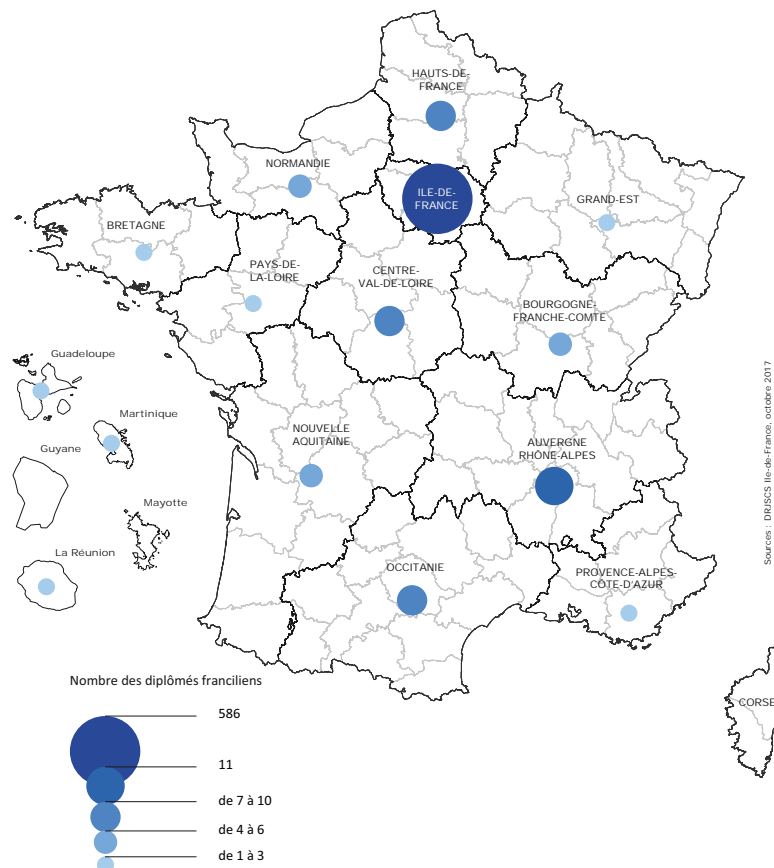 HAUTS-DE-
FRANCE
NORMANDIE
ILE-DE-
FRANCE
GRAND-EST
BRETAGNE
PAYS-DE-
LA-LOIRE
CENTRE-
VAL-DE-LOIRE
BOURGOGNE-
FRANCHE-COMTE
Guadeloupe
Martinique
NOUVELLE
AQUITAINE
AUVERGNE
RHÔNE-ALPES
Guyane
Mayotte
La Réunion
OCCITANIE
PROVENCE-ALPES-
CÔTE-D'AZUR
CORSE
Sources : DRJSCS Ile-de-France, octobre 2017
Nombre des diplômés franciliens
586
11
de 7 à 10
de 4 à 6
de 1 à 3